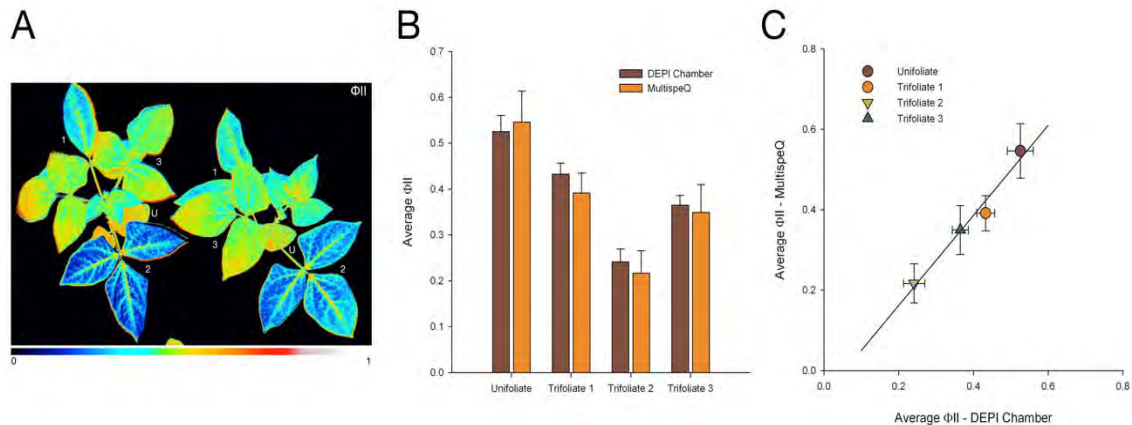 A
ΦII
1
3
U
2
1
3
U
2
0
1
B
Average ΦII
0.7
0.6
0.5
0.4
0.3
0.2
0.1
0.0
DEPI Chamber
MultispeQ
Unifoliate
Trifoliate 1
Trifoliate 2
Trifoliate 3
C
Average ΦII - MultispeQ
0.8
0.6
0.4
0.2
0.0
Unifoliate
Trifoliate 1
Trifoliate 2
Trifoliate 3
0.0
0.2
0.4
0.6
0.8
Average ΦII - DEPI Chamber